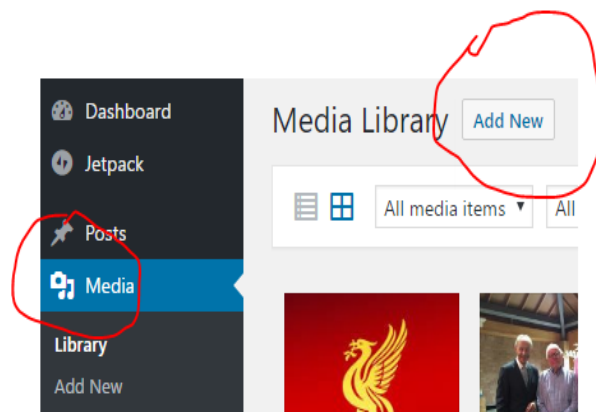 Dashboard
Jetpack
Posts
Media
Library
Add New
Media Library Add New
All media items All